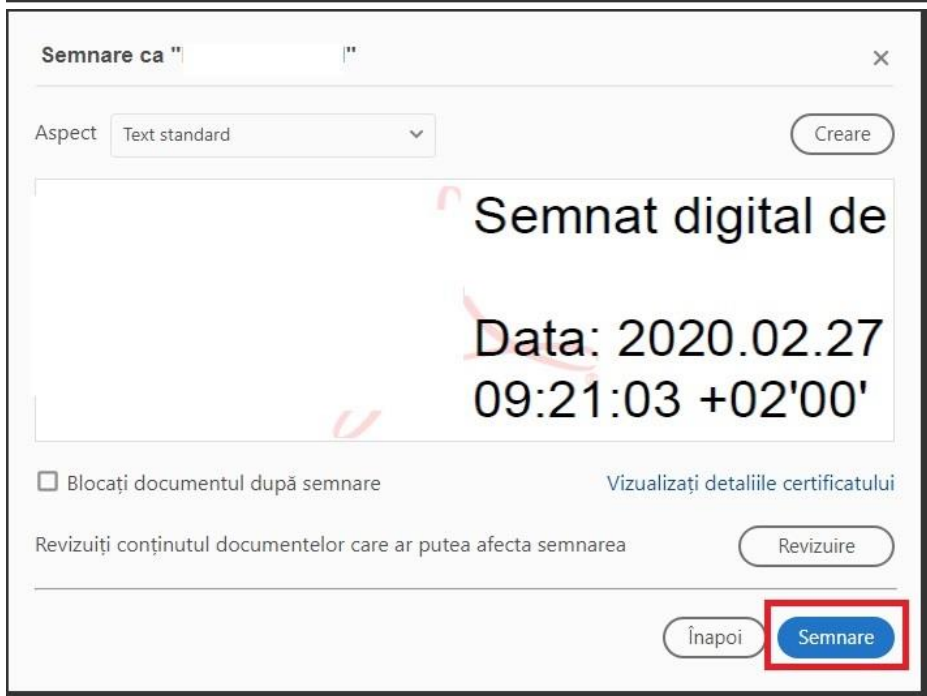 Semnare ca " "
Aspect Text standard Creare
Semnat digital de
Data: 2020.02.27
09:21:03 +02'00'
Blocați documentul după semnare Vizualizați detaliile certificatului
Revizuiți conținutul documentelor care ar putea afecta semnarea Revizuire
Înapoi Semnare